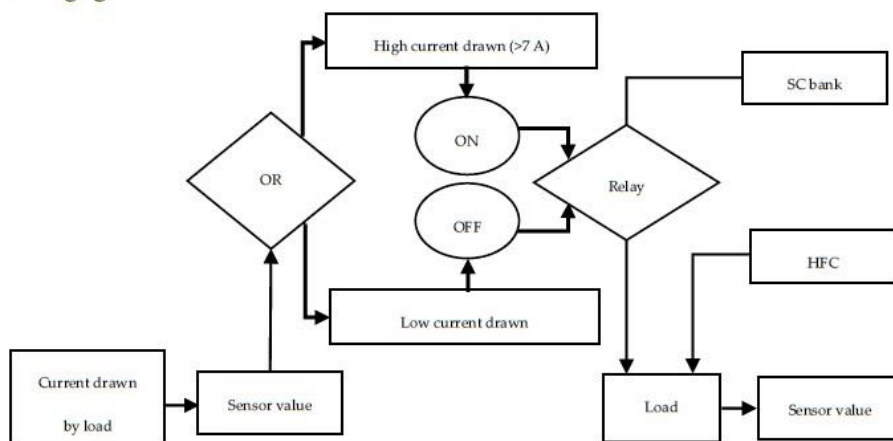 High current drawn (>7 A)
SC bank
ON
OR
Relay
OFF
HFC
Low current drawn
Current drawn
by load
Sensor value
Load
Sensor value